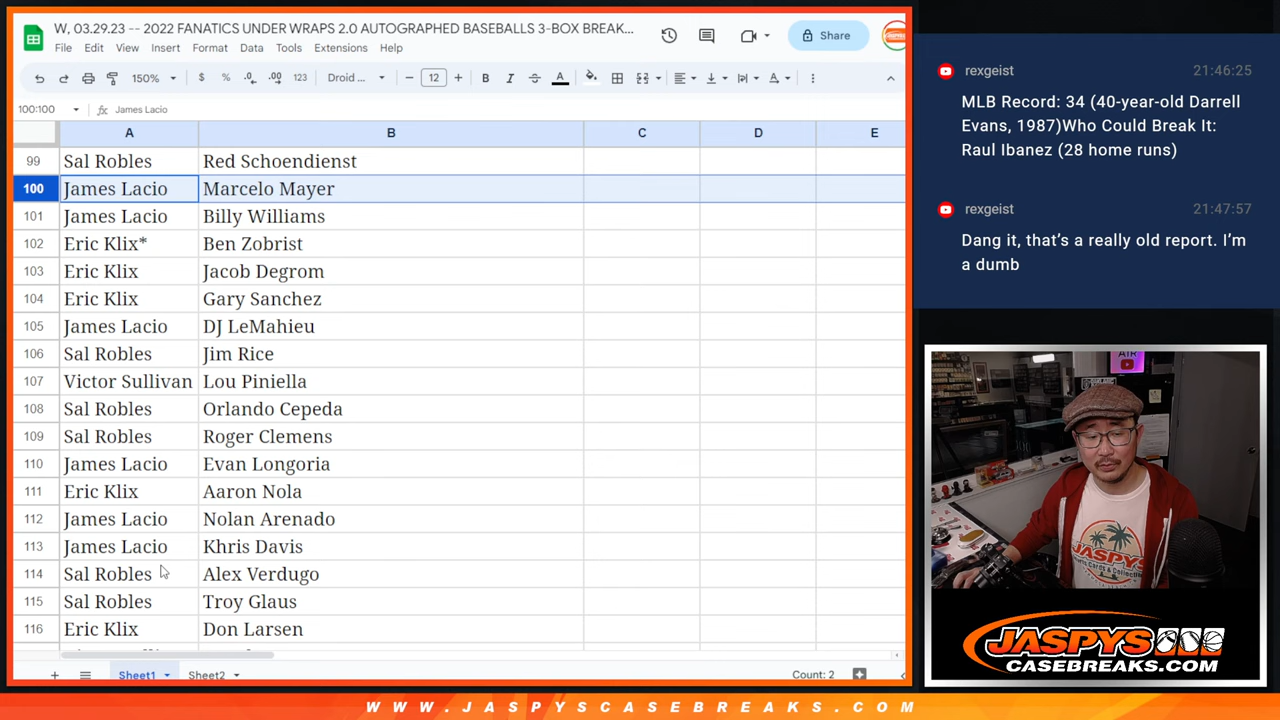 W, 03.29.23 -- 2022 FANATICS UNDER WRAPS 2.0 AUTOGRAPHED BASEBALLS 3-BOX BREAK...
File Edit View Insert Format Data Tools Extensions Help
Share
150% $ % .0 .00 123 Droid ... 12 B I A
100:100 fx James Lacio
A B C D E
99 Sal Robles Red Schoendienst
100 James Lacio Marcelo Mayer
101 James Lacio Billy Williams
102 Eric Klix* Ben Zobrist
103 Eric Klix Jacob Degrom
104 Eric Klix Gary Sanchez
105 James Lacio DJ LeMahieu
106 Sal Robles Jim Rice
107 Victor Sullivan Lou Piniella
108 Sal Robles Orlando Cepeda
109 Sal Robles Roger Clemens
110 James Lacio Evan Longoria
111 Eric Klix Aaron Nola
112 James Lacio Nolan Arenado
113 James Lacio Khris Davis
114 Sal Robles Alex Verdugo
115 Sal Robles Troy Glaus
116 Eric Klix Don Larsen
Sheet1 Sheet2 Count: 2
rexgeist 21:46:25
MLB Record: 34 (40-year-old Darrell
Evans, 1987)Who Could Break It:
Raul Ibanez (28 home runs)
rexgeist 21:47:57
Dang it, that's a really old report. I'm
a dumb
AIR
JASPYS
JASPYS
CASEBREAKS.COM
WWW.JASPYSCASEBREAKS.COM